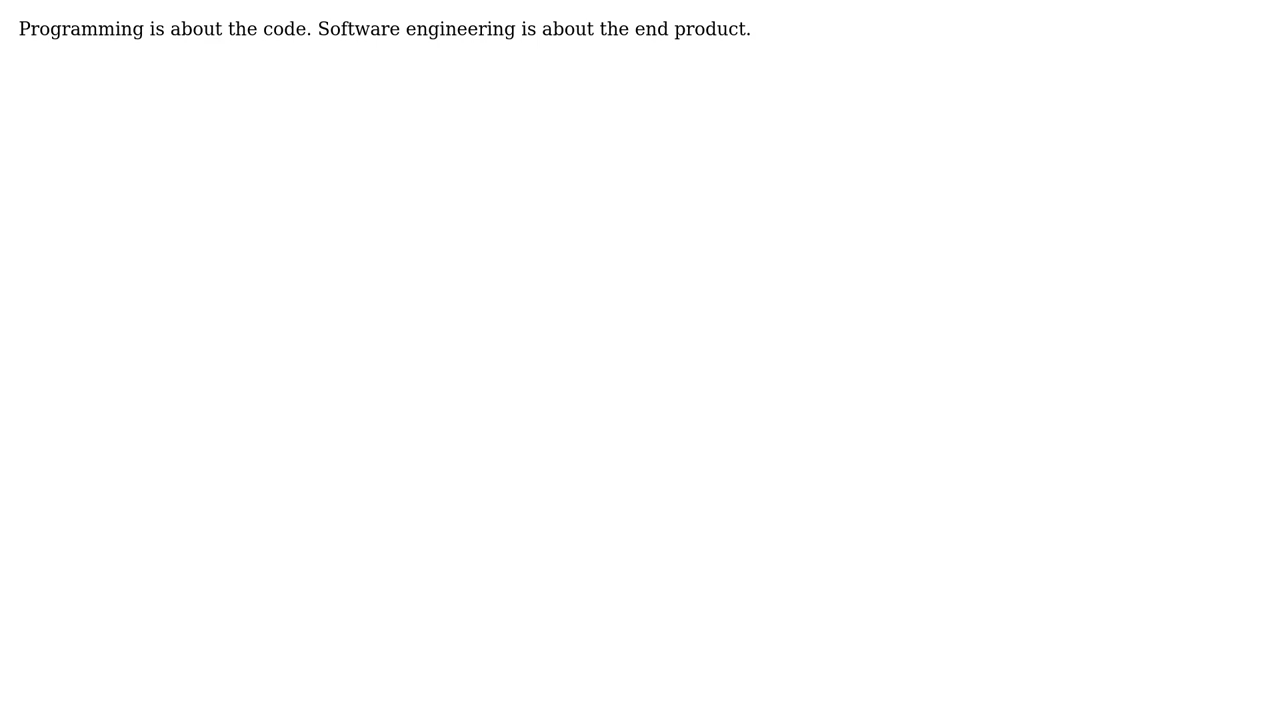 Programming is about the code. Software engineering is about the end product.